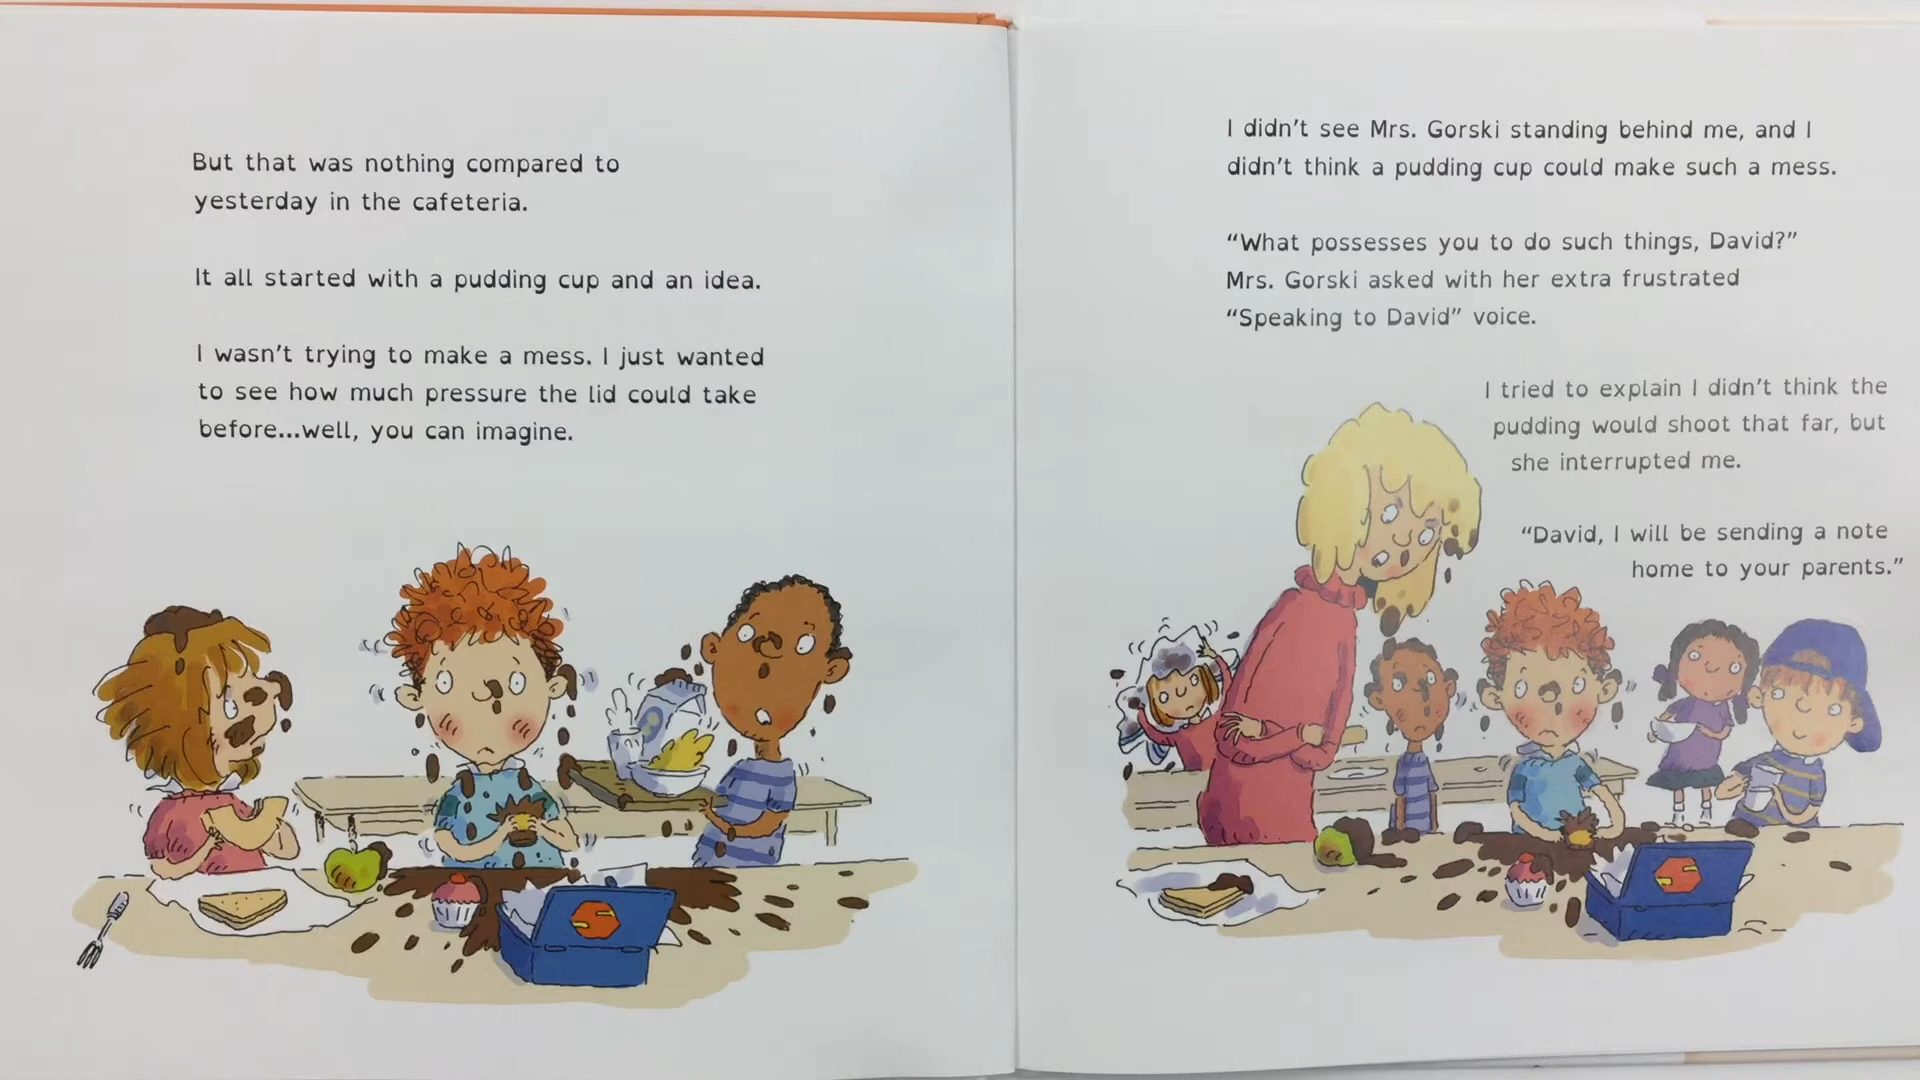 But that was nothing compared to
yesterday in the cafeteria.
It all started with a pudding cup and an idea.
I wasn't trying to make a mess. I just wanted
to see how much pressure the lid could take
before...well, you can imagine.
I didn't see Mrs. Gorski standing behind me, and I
didn't think a pudding cup could make such a mess.
“What possesses you to do such things, David?”
Mrs. Gorski asked with her extra frustrated
“Speaking to David” voice.
I tried to explain I didn't think the
pudding would shoot that far, but
she interrupted me.
“David, I will be sending a note
home to your parents.”